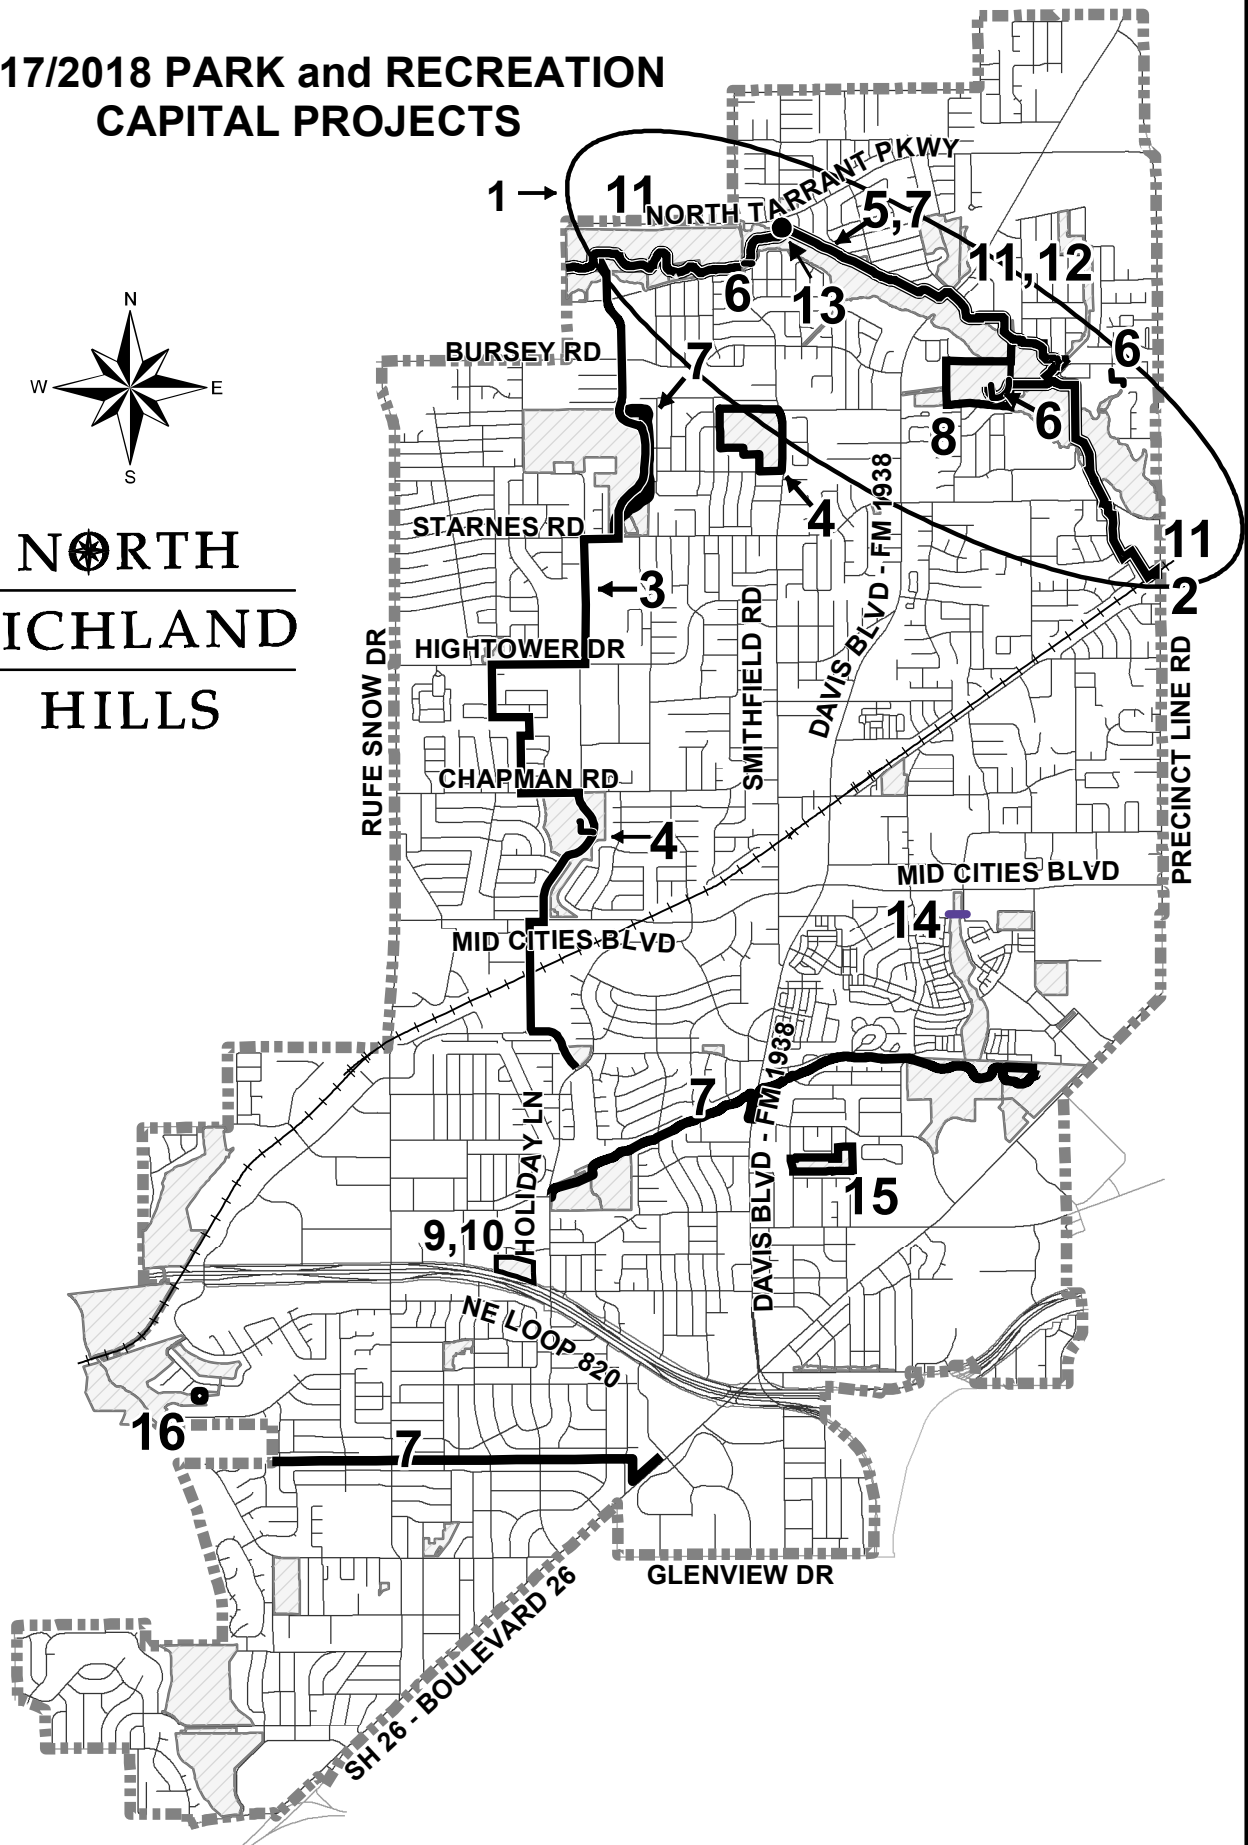 17/2018 PARK and RECREATION
CAPITAL PROJECTS
NORTH TARRANT PKWY
1
11
5,7
11,12
6
13
6
N
W
E
S
BURSEY RD
7
8
6
4
STARNES RD
11
2
3
NORTH
ICHLAND
HILLS
HIGHTOWER DR
RUFE SNOW DR
SMITHFIELD RD
DAVIS BLVD - FM 1938
PRECINCT LINE RD
CHAPMAN RD
4
MID CITIES BLVD
14
MID CITIES BLVD
7
HOLIDAY LN
DAVIS BLVD - FM 1938
15
9,10
NE LOOP 820
16
7
GLENVIEW DR
SH 26 - BOULEVARD 26